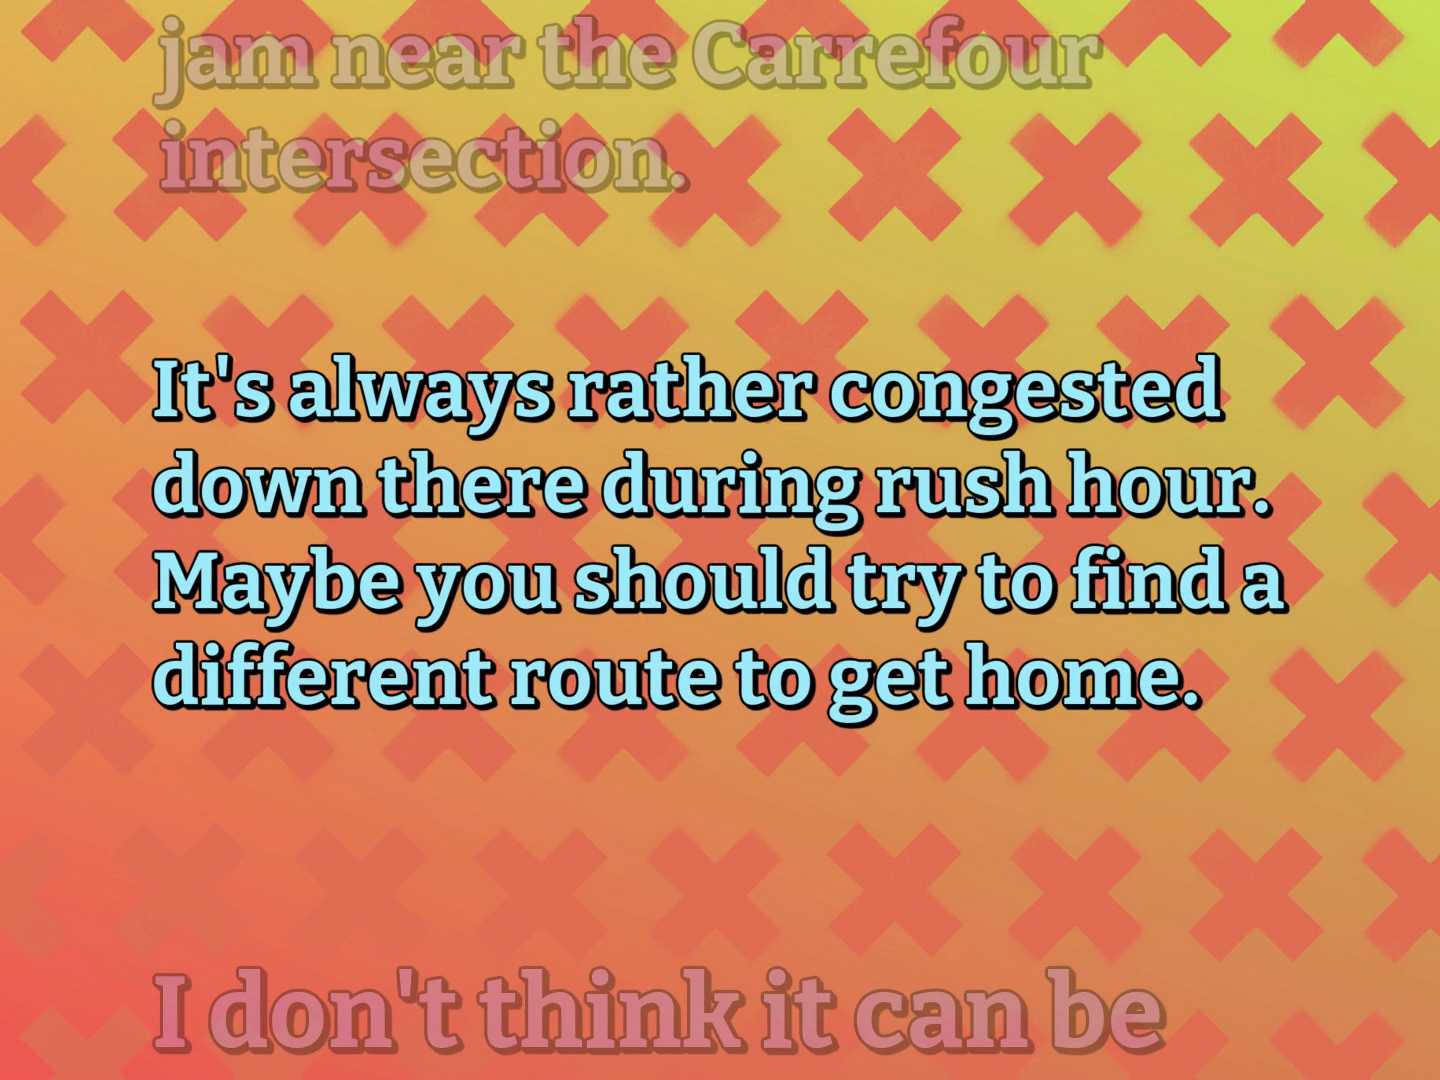 jam near the Carrefour
intersection.
It's always rather congested
down there during rush hour.
Maybe you should try to find a
different route to get home.
I don't think it can be